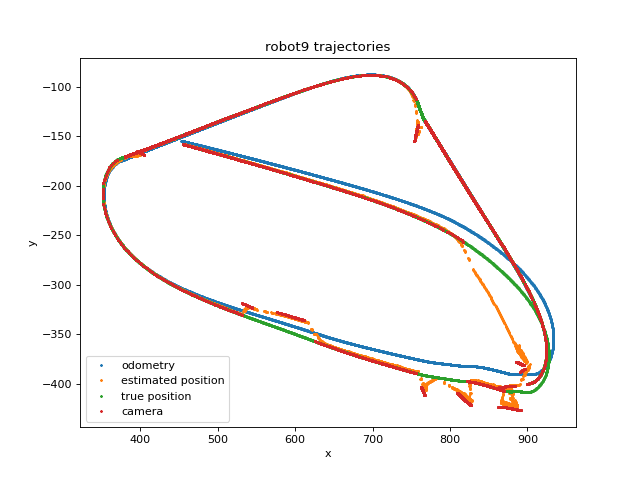 robot9 trajectories
y
−100
−150
−200
−250
−300
−350
−400
odometry
estimated position
true position
camera
400
500
600
700
800
900
x